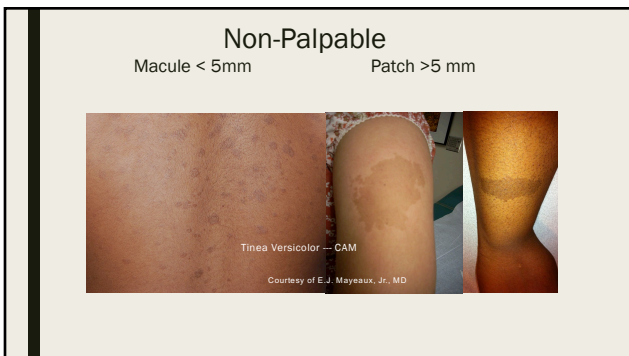 Non-Palpable
Macule < 5mm
Patch >5 mm
Tinea Versicolor --- CAM
Courtesy of E.J. Mayeaux, Jr., MD